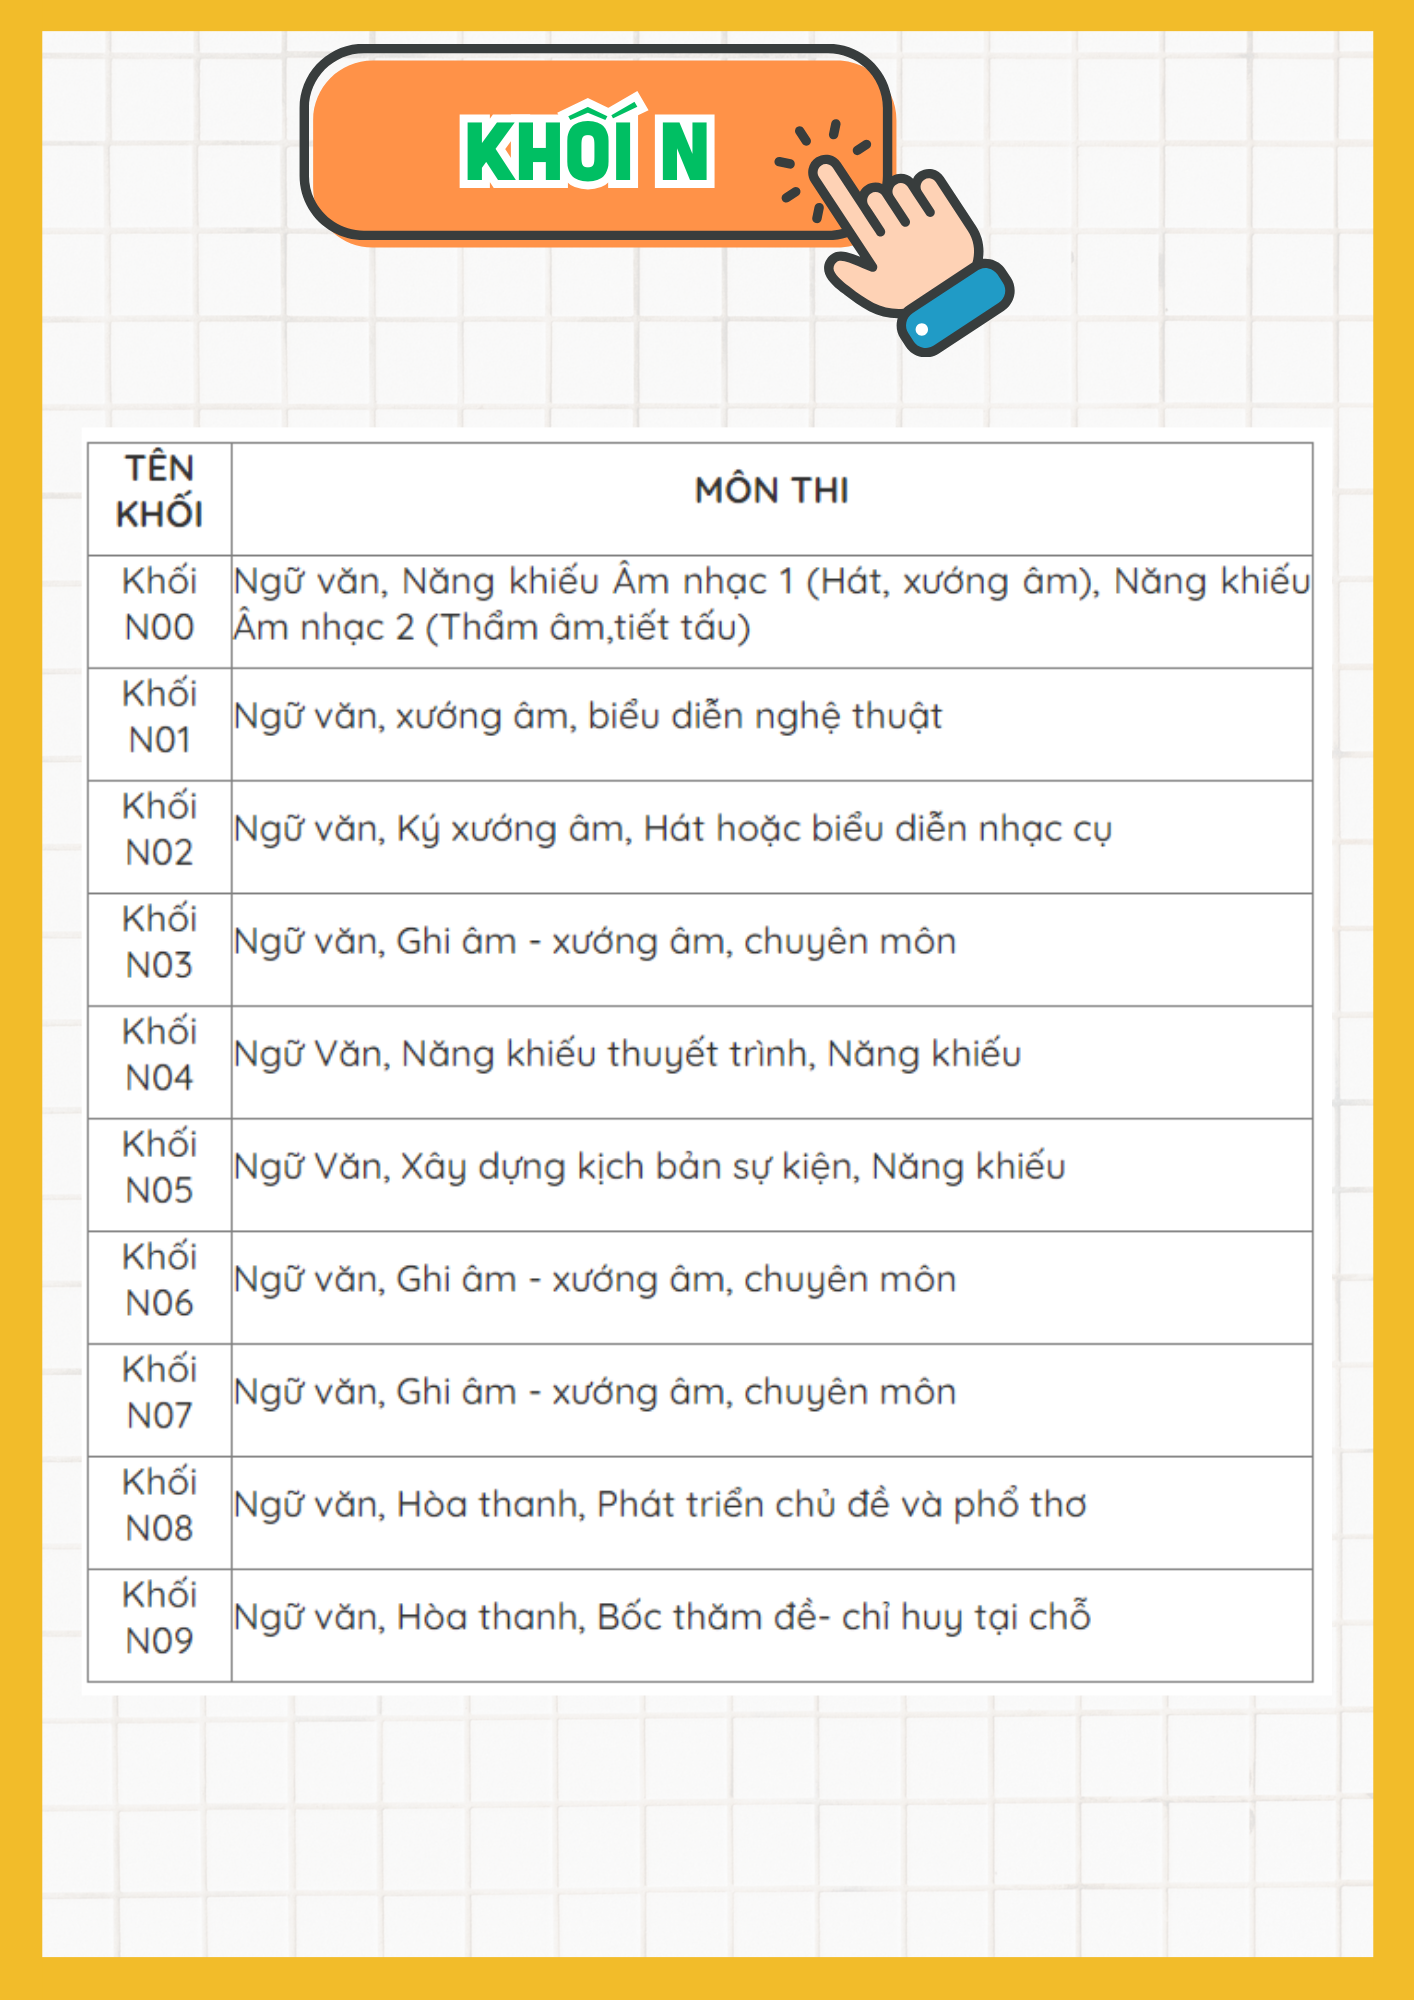 KHỐI N
TÊN
KHỐI
MÔN THI
Khối
N00
Ngữ văn, Năng khiếu Âm nhạc 1 (Hát, xướng âm), Năng khiếu
Âm nhạc 2 (Thẩm âm,tiết tấu)
Khối
N01
Ngữ văn, xướng âm, biểu diễn nghệ thuật
Khối
N02
Ngữ văn, Ký xướng âm, Hát hoặc biểu diễn nhạc cụ
Khối
N03
Ngữ văn, Ghi âm - xướng âm, chuyên môn
Khối
N04
Ngữ Văn, Năng khiếu thuyết trình, Năng khiếu
Khối
N05
Ngữ Văn, Xây dựng kịch bản sự kiện, Năng khiếu
Khối
N06
Ngữ văn, Ghi âm - xướng âm, chuyên môn
Khối
N07
Ngữ văn, Ghi âm - xướng âm, chuyên môn
Khối
N08
Ngữ văn, Hòa thanh, Phát triển chủ đề và phổ thơ
Khối
N09
Ngữ văn, Hòa thanh, Bốc thăm đề- chỉ huy tại chỗ